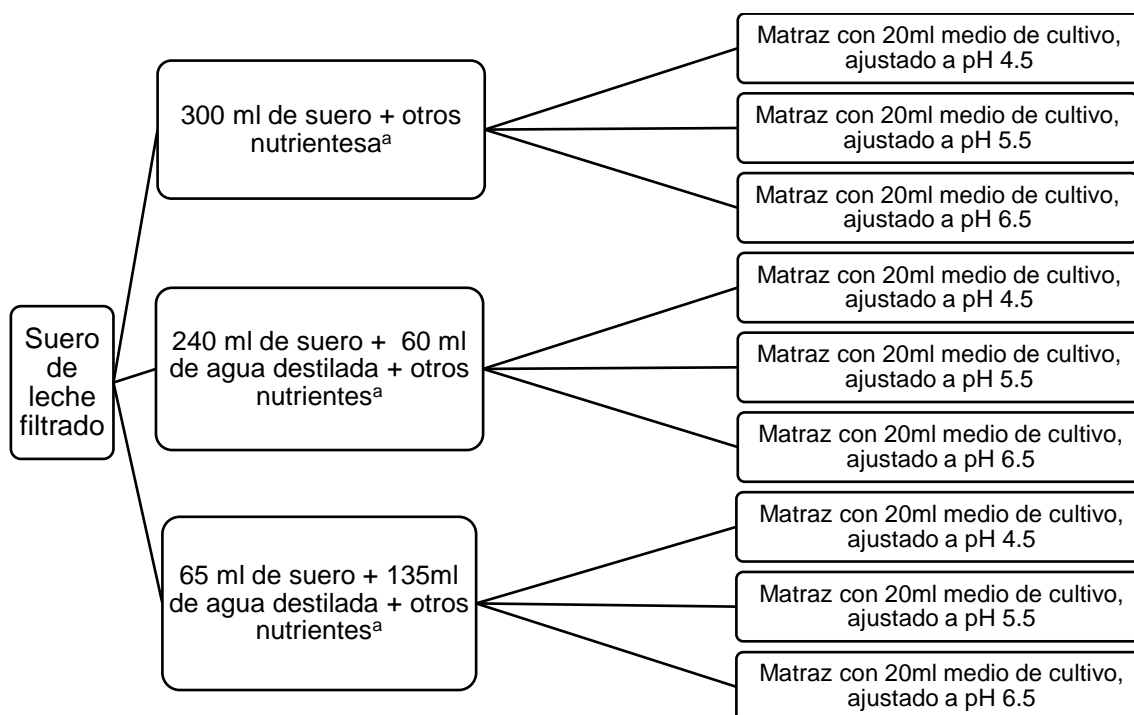 Suero
de
leche
filtrado
300 ml de suero + otros
nutrientesaᵃ
Matraz con 20ml medio de cultivo,
ajustado a pH 4.5
Matraz con 20ml medio de cultivo,
ajustado a pH 5.5
Matraz con 20ml medio de cultivo,
ajustado a pH 6.5
240 ml de suero + 60 ml
de agua destilada + otros
nutrientesᵃ
Matraz con 20ml medio de cultivo,
ajustado a pH 4.5
Matraz con 20ml medio de cultivo,
ajustado a pH 5.5
Matraz con 20ml medio de cultivo,
ajustado a pH 6.5
65 ml de suero + 135ml
de agua destilada + otros
nutrientesᵃ
Matraz con 20ml medio de cultivo,
ajustado a pH 4.5
Matraz con 20ml medio de cultivo,
ajustado a pH 5.5
Matraz con 20ml medio de cultivo,
ajustado a pH 6.5